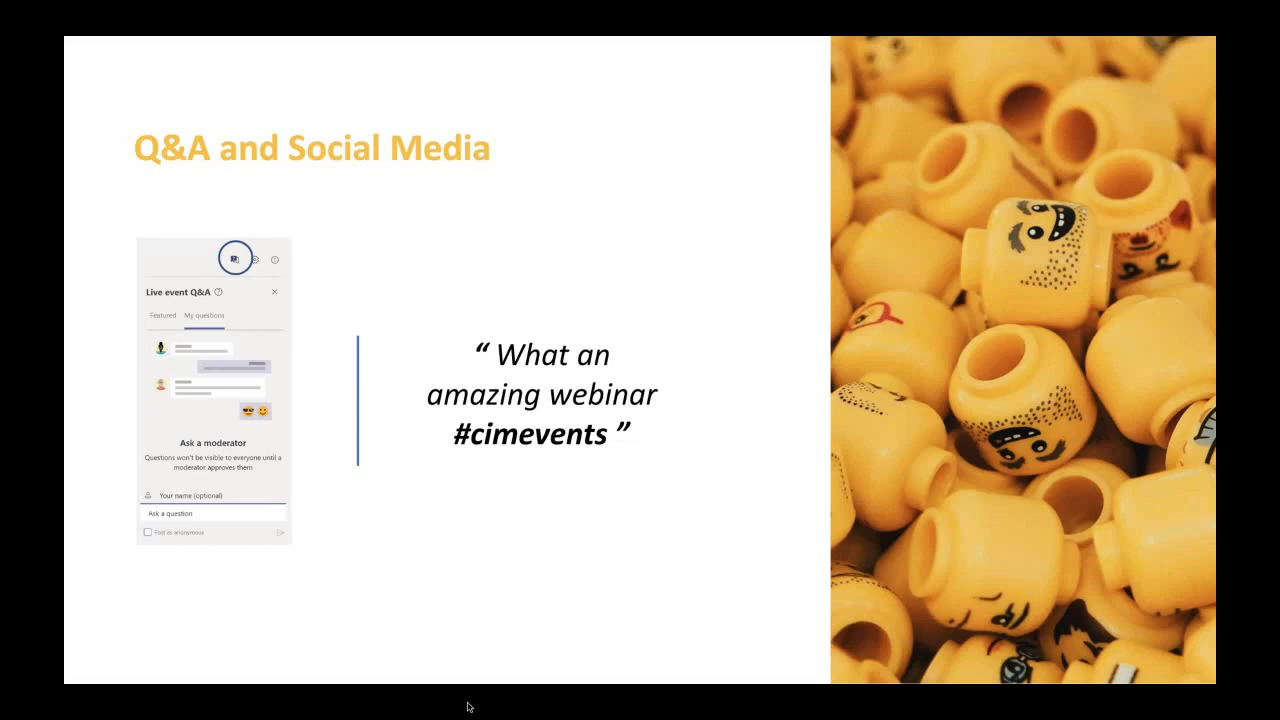 Q&A and Social Media
Live event Q&A
Featured My questions
Ask a moderator
Questions won't be visible to everyone until a
moderator approves them
Your name (optional)
Ask a question
Post as anonymous
“ What an
amazing webinar
#cimevents ”